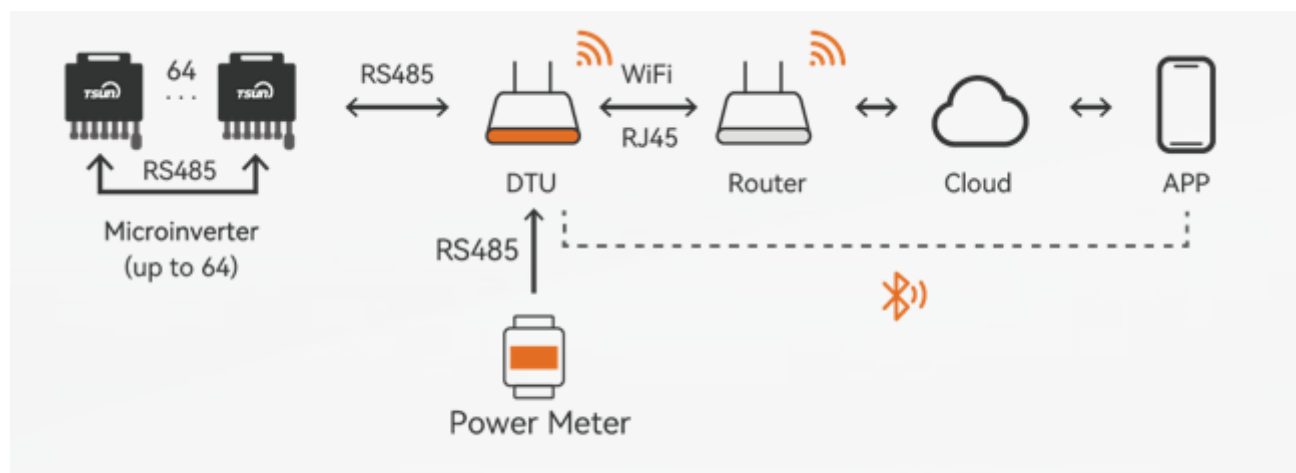 64
TSUN
...
TSUN
RS485
WiFi
RJ45
RS485
DTU
Router
Cloud
APP
Microinverter
(up to 64)
RS485
Power Meter